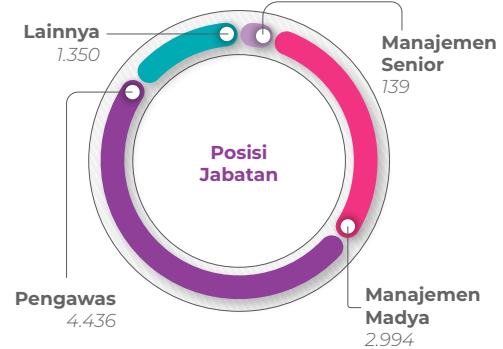 Lainnya
1.350
Manajemen
Senior
139
Posisi
Jabatan
Pengawas
4.436
Manajemen
Madya
2.994